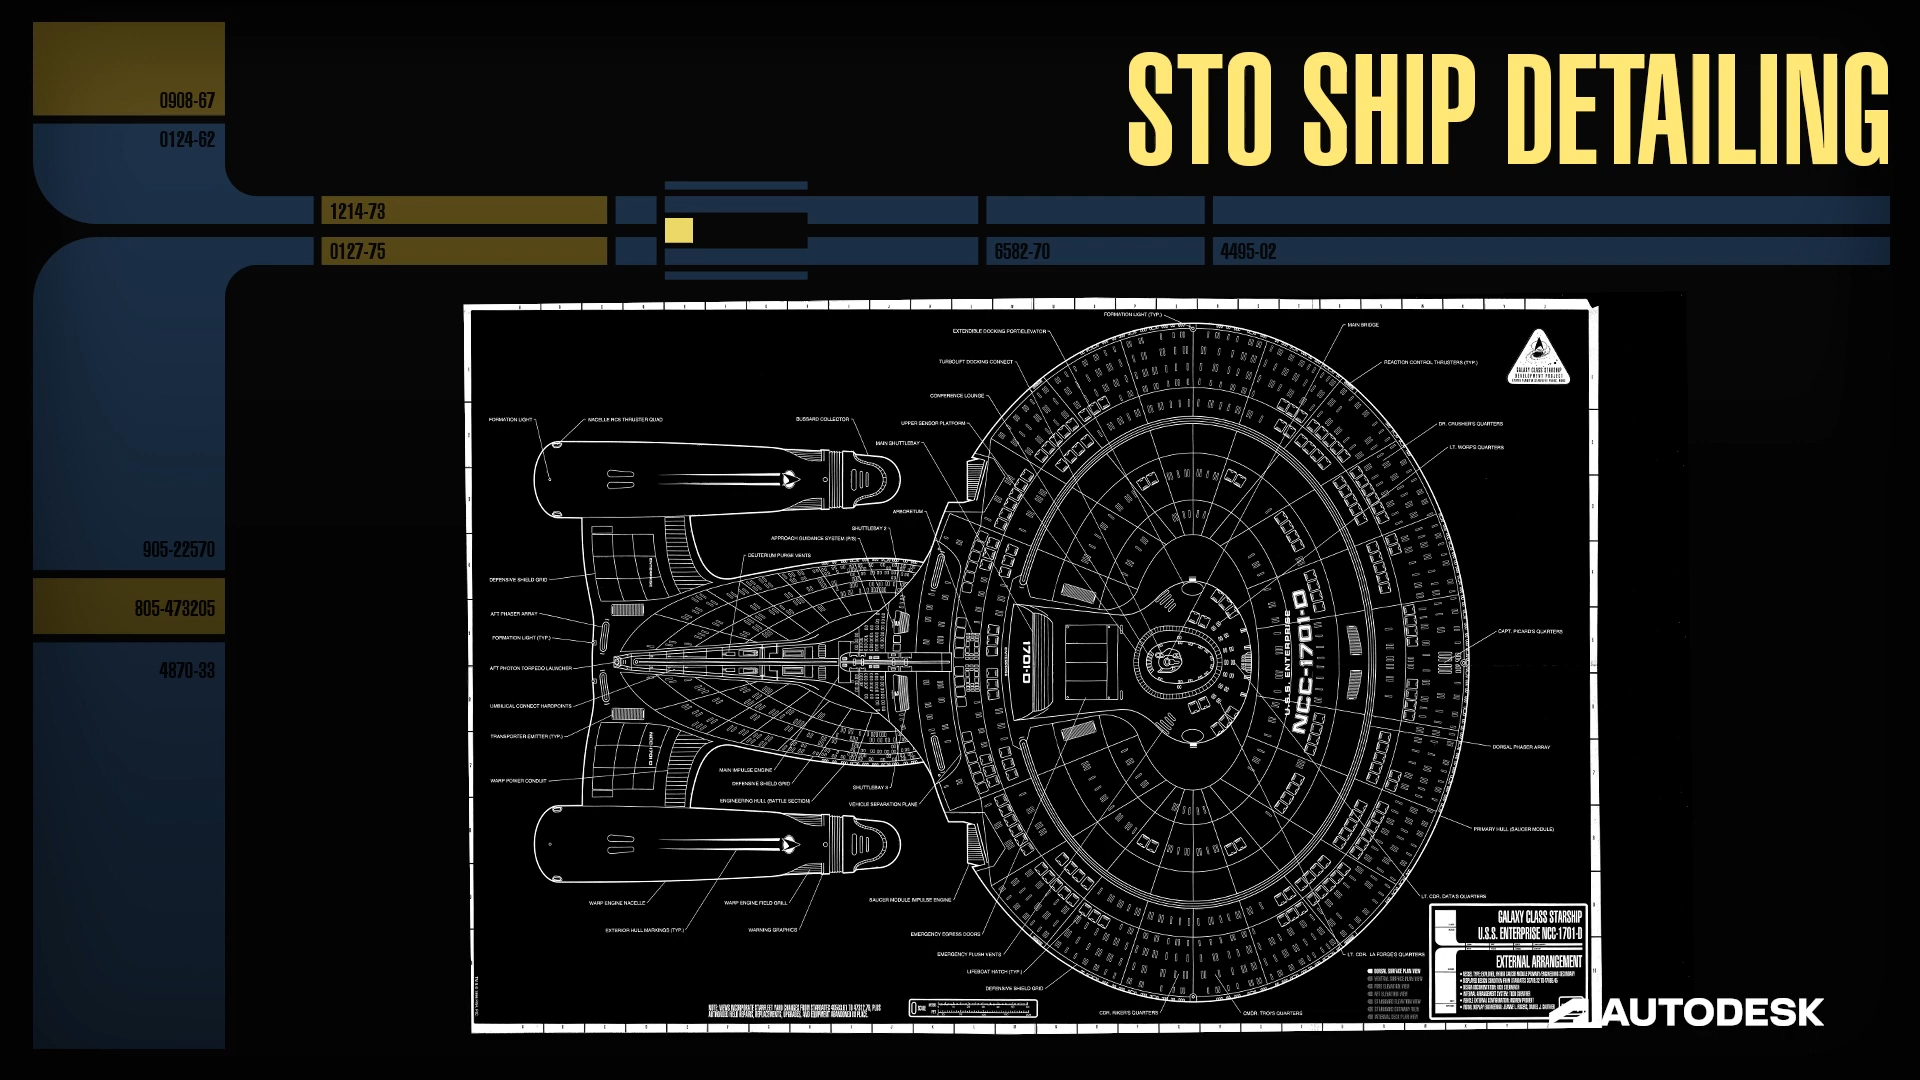 STO SHIP DETAILING
0908-67
0124-62
1214-73
0127-75
6582-70
4495-02
905-22570
805-473205
4870-33
FORMATION LIGHT (TYP.)
EXTENDIBLE DOCKING PORT/ELEVATOR
MAIN BRIDGE
TURBOLIFT DOCKING CONNECT
REACTION CONTROL THRUSTERS (TYP.)
CONFERENCE LOUNGE
FORMATION LIGHT
NACELLE RCS THRUSTER QUAD
BUSSARD COLLECTOR
UPPER SENSOR PLATFORM
DR. CRUSHER'S QUARTERS
MAIN SHUTTLEBAY
LT. WORF'S QUARTERS
ARBORETUM
SHUTTLEBAY 2
APPROACH GUIDANCE SYSTEM (P/S)
DEUTERIUM PURGE VENTS
DEFENSIVE SHIELD GRID
AFT PHASER ARRAY
FORMATION LIGHT (TYP.)
CAPT. PICARD'S QUARTERS
AFT PHOTON TORPEDO LAUNCHER
1701-D
U.S.S. ENTERPRISE
NCC-1701-D
UMBILICAL CONNECT HARDPOINTS
TRANSPORTER EMITTER (TYP.)
DORSAL PHASER ARRAY
WARP POWER CONDUIT
MAIN IMPULSE ENGINE
DEFENSIVE SHIELD GRID
ENGINEERING HULL (BATTLE SECTION)
SHUTTLEBAY 3
VEHICLE SEPARATION PLANE
PRIMARY HULL (SAUCER MODULE)
WARP ENGINE NACELLE
WARP ENGINE FIELD GRILL
SAUCER MODULE IMPULSE ENGINE
LT. CDR. DATA'S QUARTERS
EXTERIOR HULL MARKINGS (TYP.)
WARNING GRAPHICS
EMERGENCY EGRESS DOORS
EMERGENCY FLUSH VENTS
LT. CDR. LA FORGE'S QUARTERS
LIFEBOAT HATCH (TYP.)
DEFENSIVE SHIELD GRID
CDR. RIKER'S QUARTERS
CMDR. TROI'S QUARTERS
DORSAL SURFACE PLAN VIEW
GALAXY CLASS STARSHIP
DEVELOPMENT PROJECT
GALAXY CLASS STARSHIP
U.S.S. ENTERPRISE NCC-1701-D
EXTERNAL ARRANGEMENT
AUTODESK